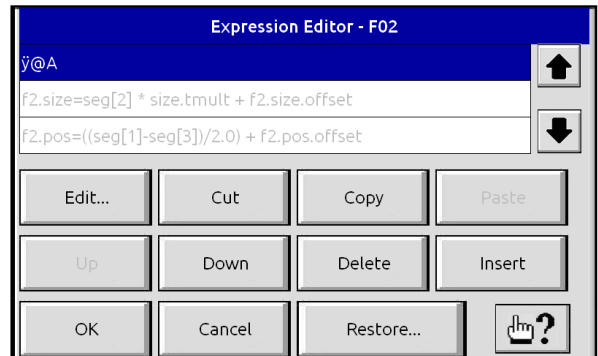 Expression Editor - F02
ÿ@A
f2.size=seg[2] * size.tmult + f2.size.offset
f2.pos=((seg[1]-seg[3])/2.0) + f2.pos.offset
Edit... Cut Copy Paste
Up Down Delete Insert
OK Cancel Restore... ?